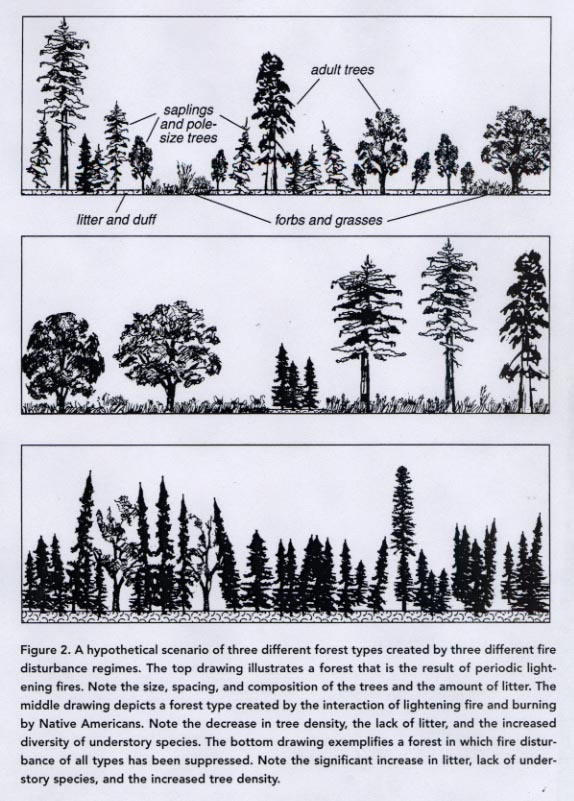 adult trees
saplings
and pole-
size trees
litter and duff
forbs and grasses
Figure 2. A hypothetical scenario of three different forest types created by three different fire
disturbance regimes. The top drawing illustrates a forest that is the result of periodic light-
ening fires. Note the size, spacing, and composition of the trees and the amount of litter. The
middle drawing depicts a forest type created by the interaction of lightening fire and burning
by Native Americans. Note the decrease in tree density, the lack of litter, and the increased
diversity of understory species. The bottom drawing exemplifies a forest in which fire distur-
bance of all types has been suppressed. Note the significant increase in litter, lack of under-
story species, and the increased tree density.